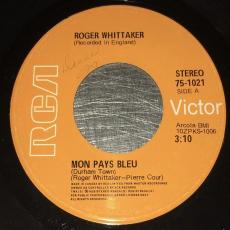 ROGER WHITTAKER
(Recorded in England)
STEREO
75-1021
SIDE A
RCA
Victor
Arcola BMI
10ZPKS-1006
3:10
MON PAYS BLEU
(Durham Town)
(Roger Whittaker-Pierre Cour)